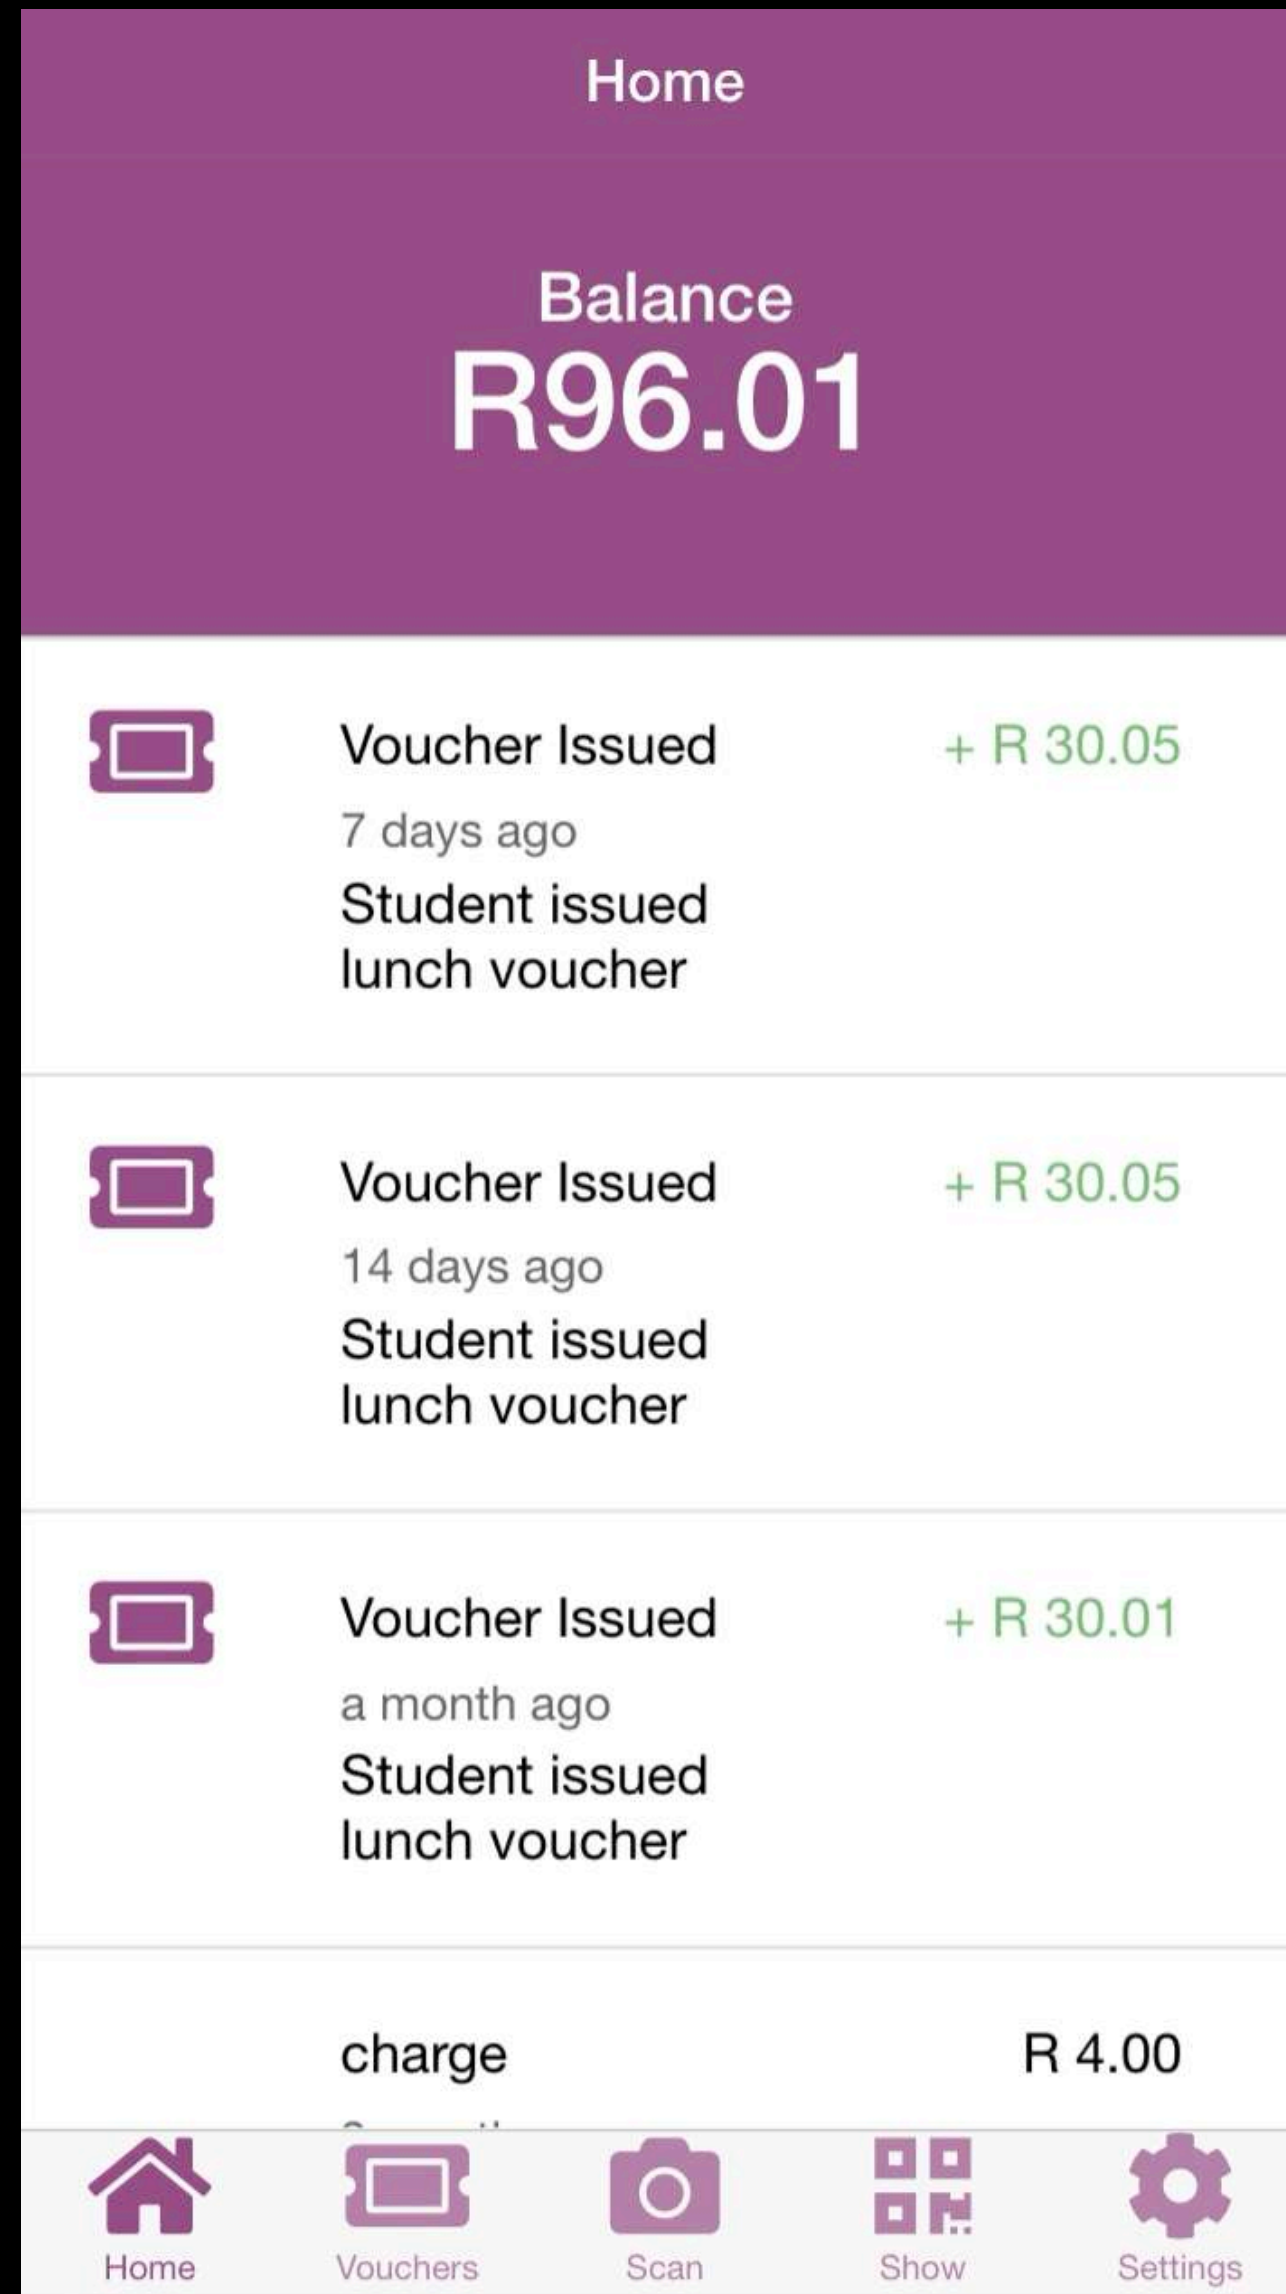 Home
Balance
R96.01
Voucher Issued + R 30.05
7 days ago
Student issued
lunch voucher
Voucher Issued + R 30.05
14 days ago
Student issued
lunch voucher
Voucher Issued + R 30.01
a month ago
Student issued
lunch voucher
charge R 4.00
Home Vouchers Scan Show Settings